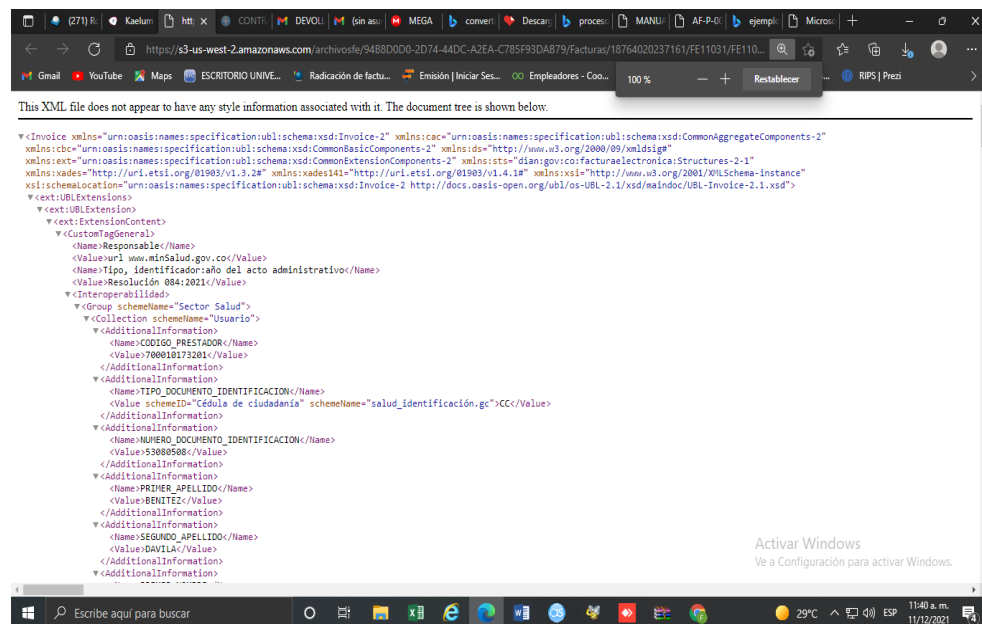 (271) Rc Kaelum htt CONTR DEVOLU (sin asu MEGA convert Descarg proceso MANUA AF-P-0 ejemplo Microso
https://s3-us-west-2.amazonaws.com/archivosfe/94B8D0D0-2D74-44DC-A2EA-C785F93DAB79/Facturas/18764020237161/FE11031/FE110...
Gmail YouTube Maps ESCRITORIO UNIVE... Radicación de factu... Emisión | Iniciar Ses... Empleadores - Coo... RIPS | Prezi
100 % — + Restablecer
This XML file does not appear to have any style information associated with it. The document tree is shown below.
▼<Invoice xmlns="urn:oasis:names:specification:ubl:schema:xsd:Invoice-2" xmlns:cac="urn:oasis:names:specification:ubl:schema:xsd:CommonAggregateComponents-2"
xmlns:cbc="urn:oasis:names:specification:ubl:schema:xsd:CommonBasicComponents-2" xmlns:ds="http://www.w3.org/2000/09/xmldsig#"
xmlns:ext="urn:oasis:names:specification:ubl:schema:xsd:CommonExtensionComponents-2" xmlns:sts="dian:gov:co:facturaelectronica:Structures-2-1"
xmlns:xades="http://uri.etsi.org/01903/v1.3.2#" xmlns:xades141="http://uri.etsi.org/01903/v1.4.1#" xmlns:xsi="http://www.w3.org/2001/XMLSchema-instance"
xsi:schemaLocation="urn:oasis:names:specification:ubl:schema:xsd:Invoice-2 http://docs.oasis-open.org/ubl/os-UBL-2.1/xsd/maindoc/UBL-Invoice-2.1.xsd">
▼<ext:UBLExtensions>
▼<ext:UBLExtension>
▼<ext:ExtensionContent>
▼<CustomTagGeneral>
<Name>Responsable</Name>
<Value>url www.minSalud.gov.co</Value>
<Name>Tipo, identificador:año del acto administrativo</Name>
<Value>Resolución 084:2021</Value>
▼<Interoperabilidad>
▼<Group schemeName="Sector Salud">
▼<Collection schemeName="Usuario">
▼<AdditionalInformation>
<Name>CODIGO_PRESTADOR</Name>
<Value>700010173201</Value>
</AdditionalInformation>
▼<AdditionalInformation>
<Name>TIPO_DOCUMENTO_IDENTIFICACION</Name>
<Value schemeID="Cédula de ciudadanía" schemeName="salud_identificación.gc">CC</Value>
</AdditionalInformation>
▼<AdditionalInformation>
<Name>NUMERO_DOCUMENTO_IDENTIFICACION</Name>
<Value>53080508</Value>
</AdditionalInformation>
▼<AdditionalInformation>
<Name>PRIMER_APELLIDO</Name>
<Value>BENITEZ</Value>
</AdditionalInformation>
▼<AdditionalInformation>
<Name>SEGUNDO_APELLIDO</Name>
<Value>DAVILA</Value>
</AdditionalInformation>
▼<AdditionalInformation>
Activar Windows
Ve a Configuración para activar Windows.
Escribe aquí para buscar
29°C ESP 11:40 a. m.
11/12/2021